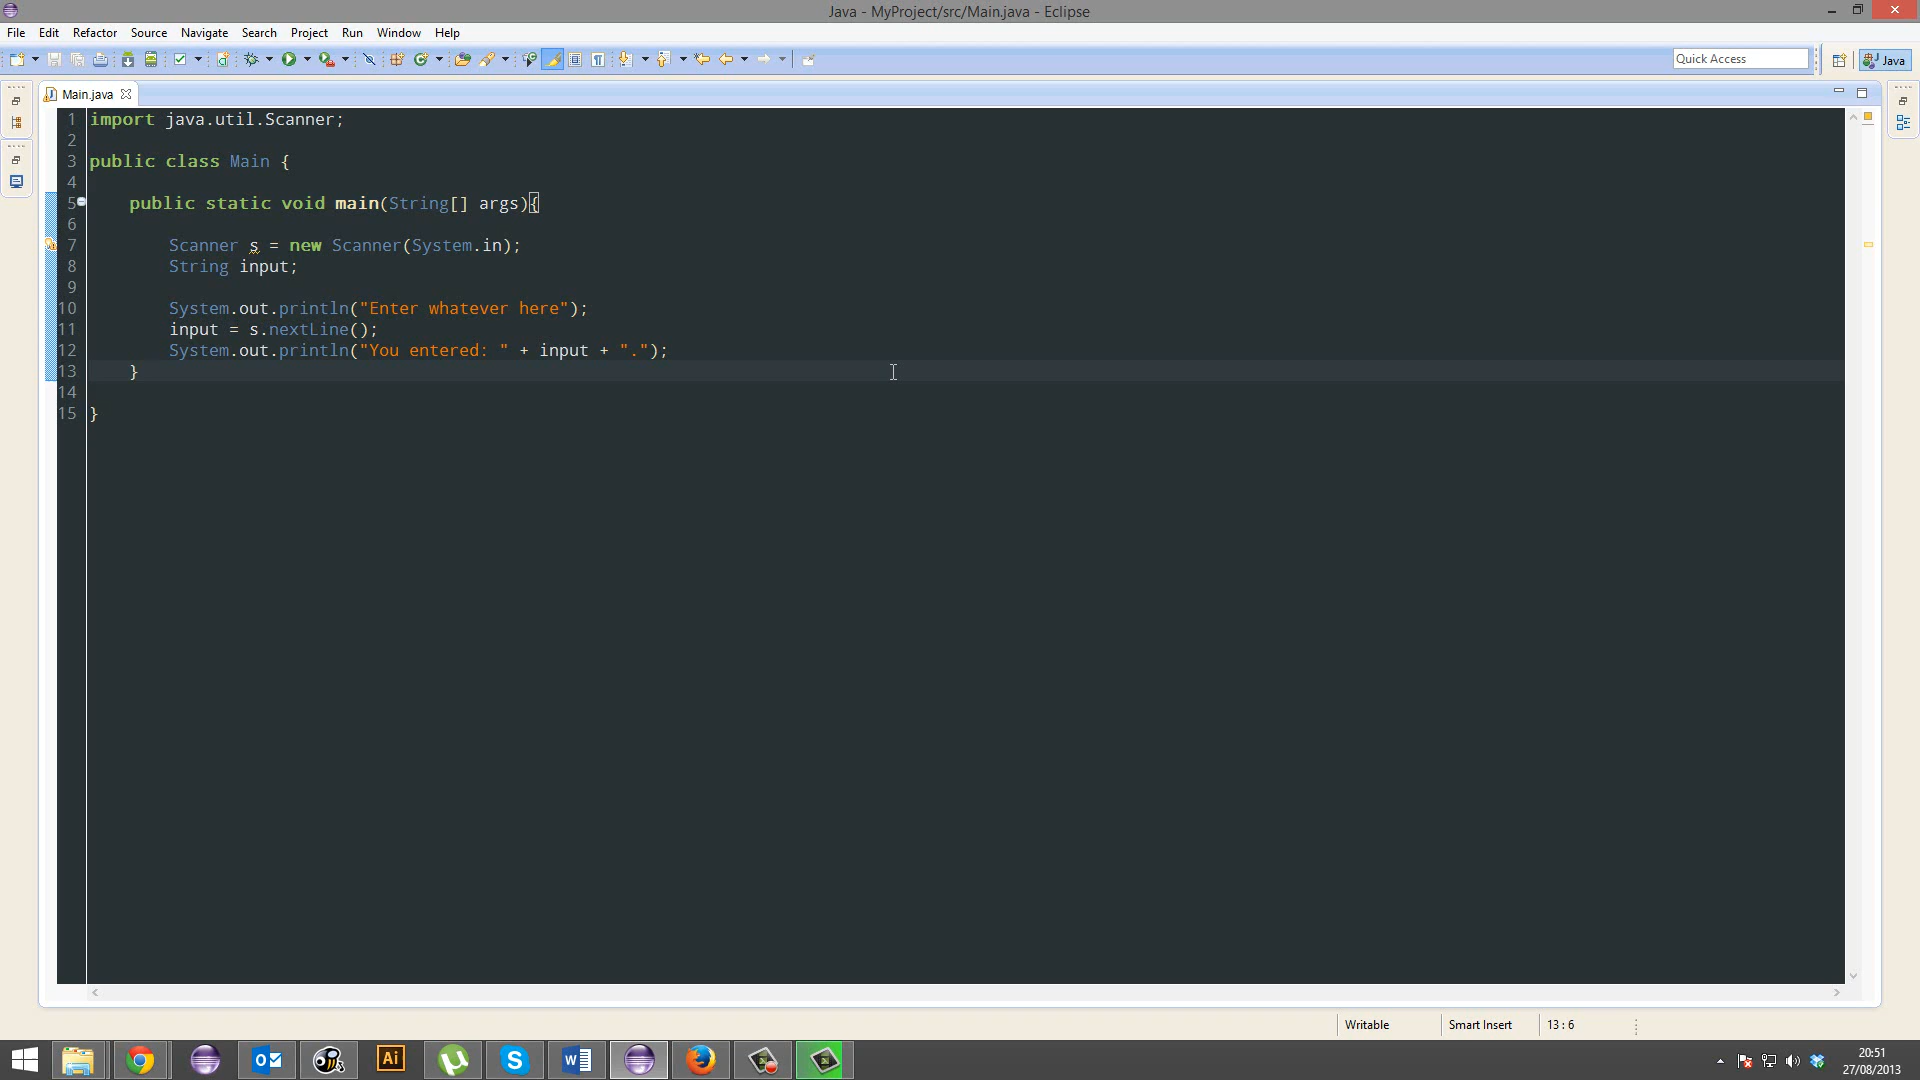 Java - MyProject/src/Main.java - Eclipse
File Edit Refactor Source Navigate Search Project Run Window Help
Quick Access
Java
Main.java
1 import java.util.Scanner;
2
3 public class Main {
4
5 public static void main(String[] args){
6
7 Scanner s = new Scanner(System.in);
8 String input;
9
10 System.out.println("Enter whatever here");
11 input = s.nextLine();
12 System.out.println("You entered: " + input + ".");
13 }
14
15 }
Writable Smart Insert 13 : 6
Ai
20:51
27/08/2013